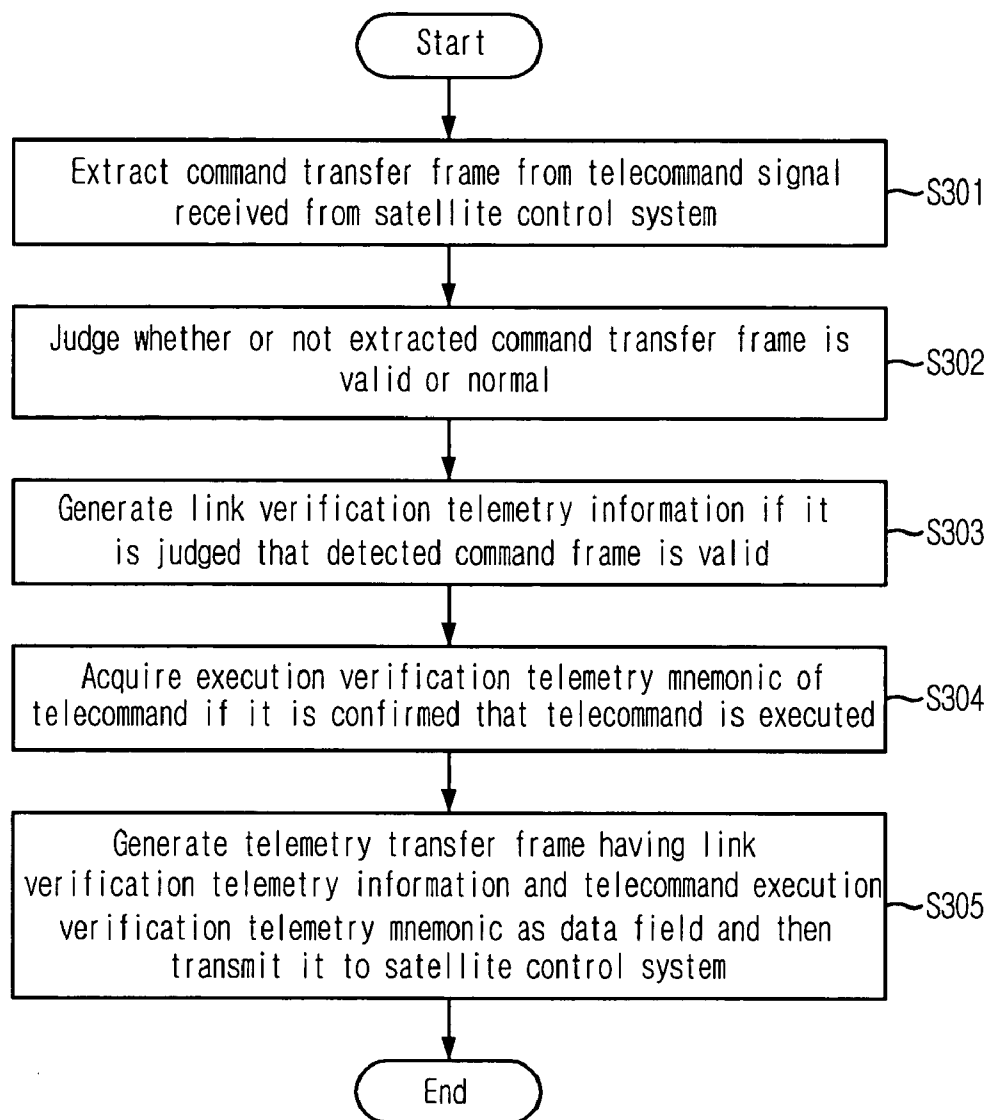 Start
Extract command transfer frame from telecommand signal
received from satellite control system
S301
Judge whether or not extracted command transfer frame is
valid or normal
S302
Generate link verification telemetry information if it
is judged that detected command frame is valid
S303
Acquire execution verification telemetry mnemonic of
telecommand if it is confirmed that telecommand is executed
S304
Generate telemetry transfer frame having link
verification telemetry information and telecommand execution
verification telemetry mnemonic as data field and then
transmit it to satellite control system
S305
End